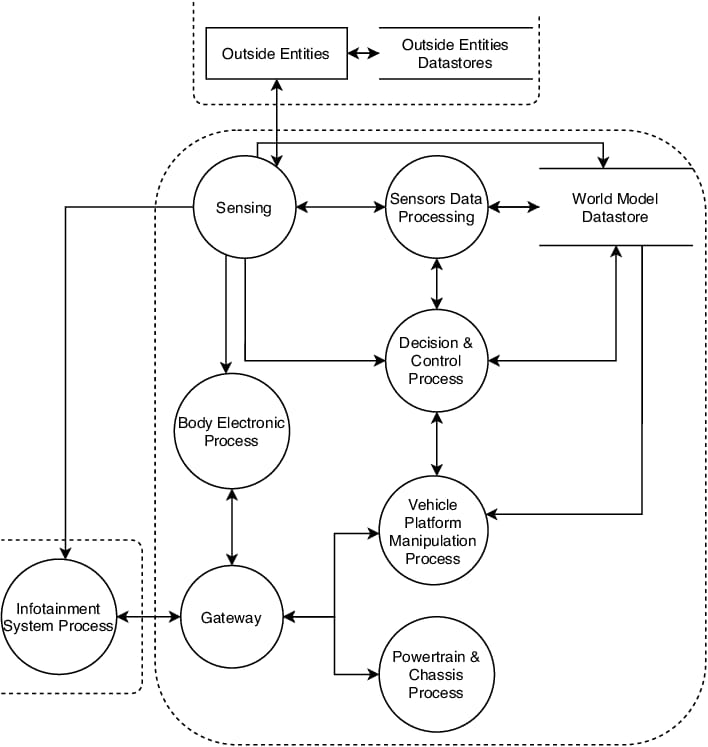 Outside Entities
Outside Entities
Datastores
Sensing
Sensors Data
Processing
World Model
Datastore
Decision &
Control
Process
Body Electronic
Process
Vehicle
Platform
Manipulation
Process
Infotainment
System Process
Gateway
Powertrain &
Chassis
Process